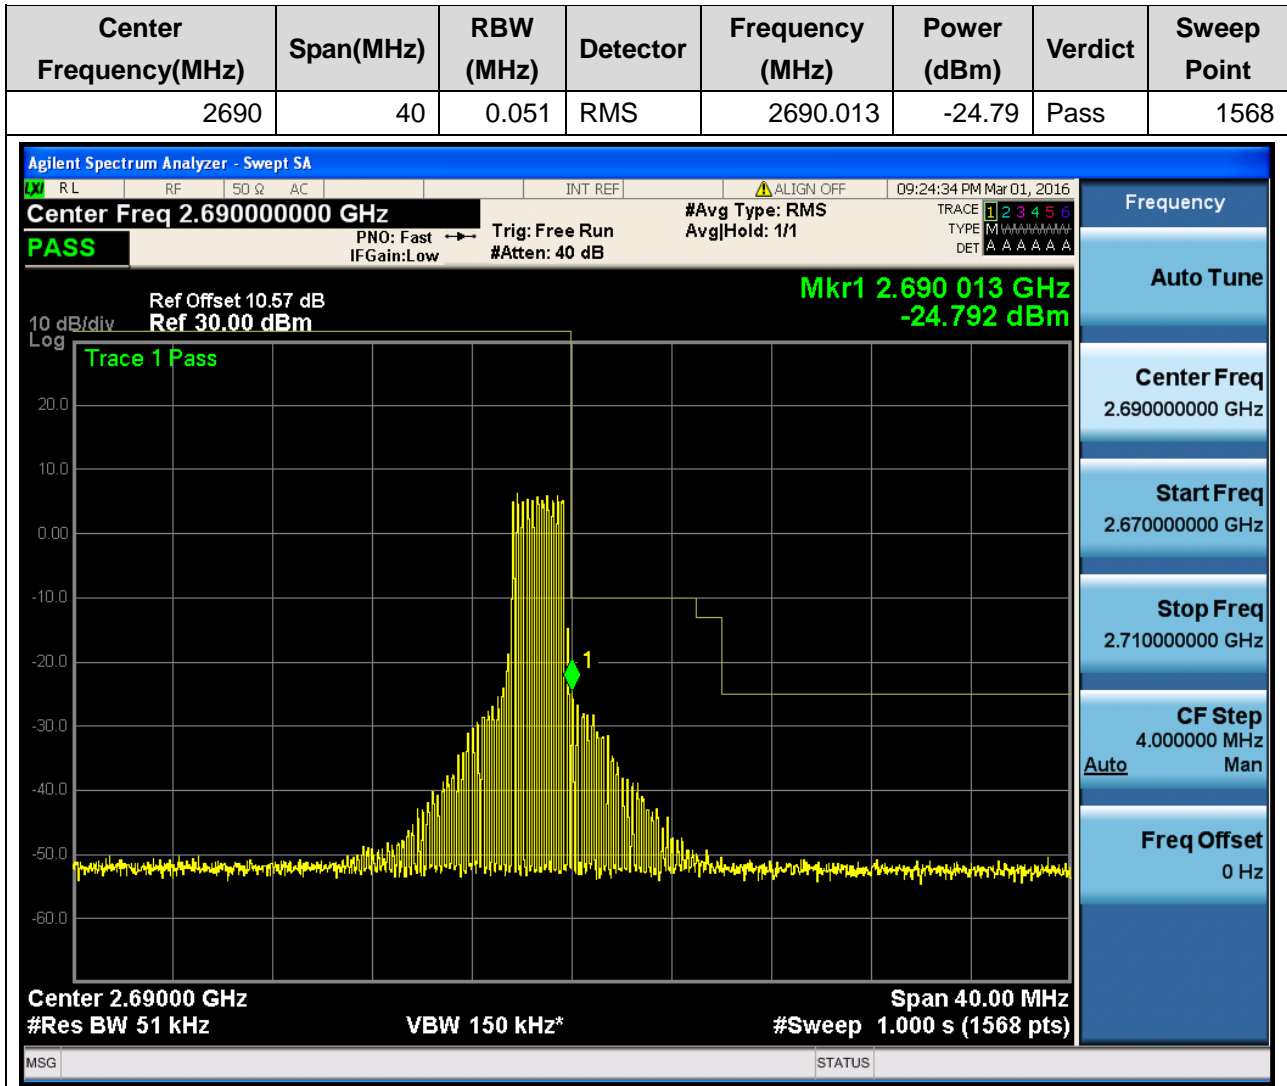 Center Frequency(MHz) Span(MHz) RBW (MHz) Detector Frequency (MHz) Power (dBm) Verdict Sweep Point
2690 40 0.051 RMS 2690.013 -24.79 Pass 1568
Agilent Spectrum Analyzer - Swept SA
LXI RL RF 50 Ω AC INT REF ALIGN OFF 09:24:34 PM Mar 01, 2016
Center Freq 2.690000000 GHz
PASS
PNO: Fast
IFGain:Low
Trig: Free Run
#Atten: 40 dB
#Avg Type: RMS
Avg|Hold: 1/1
TRACE 1 2 3 4 5 6
TYPE M WWWWW
DET A A A A A A
Mkr1 2.690 013 GHz
-24.792 dBm
Ref Offset 10.57 dB
10 dB/div Ref 30.00 dBm
Log
Trace 1 Pass
20.0
10.0
0.00
-10.0
-20.0
-30.0
-40.0
-50.0
-60.0
1
Center 2.69000 GHz Span 40.00 MHz
#Res BW 51 kHz VBW 150 kHz* #Sweep 1.000 s (1568 pts)
MSG STATUS
Frequency
Auto Tune
Center Freq
2.690000000 GHz
Start Freq
2.670000000 GHz
Stop Freq
2.710000000 GHz
CF Step
4.000000 MHz
Auto Man
Freq Offset
0 Hz